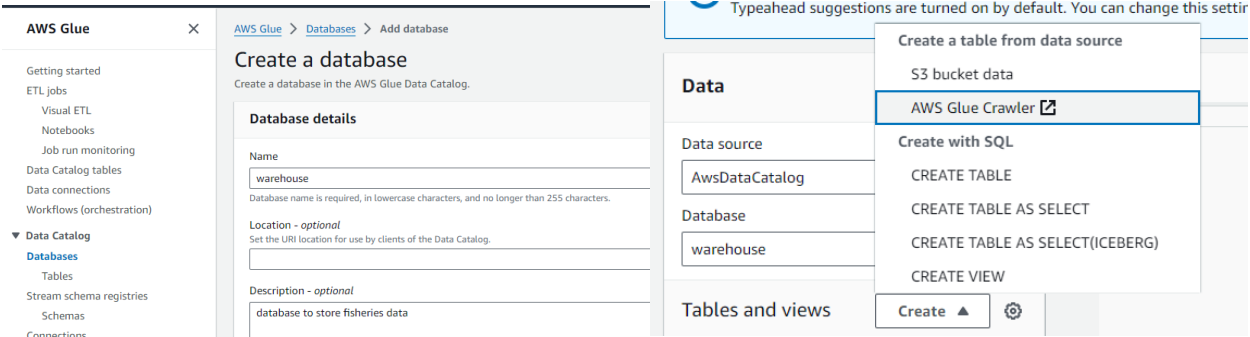 AWS Glue
Getting started
ETL jobs
Visual ETL
Notebooks
Job run monitoring
Data Catalog tables
Data connections
Workflows (orchestration)
Data Catalog
Databases
Tables
Stream schema registries
Schemas
Connections
AWS Glue > Databases > Add database
Create a database
Create a database in the AWS Glue Data Catalog.
Database details
Name
warehouse
Database name is required, in lowercase characters, and no longer than 255 characters.
Location - optional
Set the URI location for use by clients of the Data Catalog.
Description - optional
database to store fisheries data
Typeahead suggestions are turned on by default. You can change this
Data
Data source
AwsDataCatalog
Database
warehouse
Tables and views
Create
Create a table from data source
S3 bucket data
AWS Glue Crawler
Create with SQL
CREATE TABLE
CREATE TABLE AS SELECT
CREATE TABLE AS SELECT(ICEBERG)
CREATE VIEW